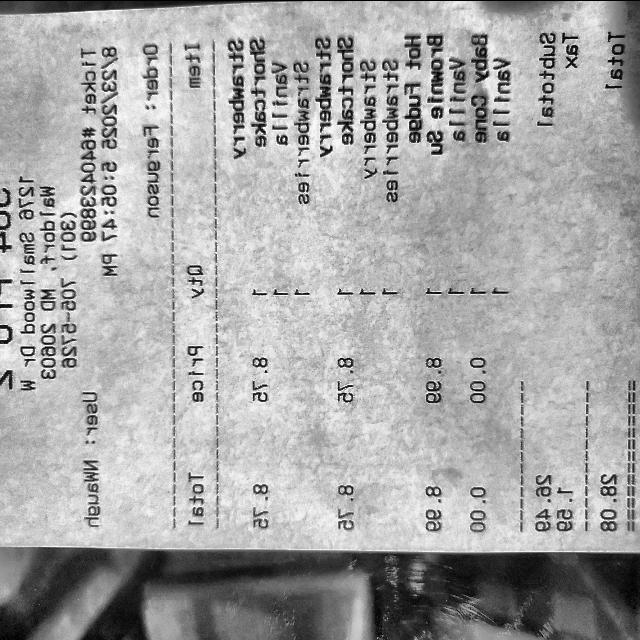 1276 Smallwood Dr W
Waldorf, MD 20603
(301) 705-5726
Ticket #640423899 User: NWaugh
8/23/2025 5:05:47 PM
Order: Ferguson
Item Qty Price Total
Strawberry
Shortcake 1 8.75 8.75
Vanilla 1
Strawberries 1
Strawberry
Shortcake 1 8.75 8.75
Strawberry 1
Strawberries 1
Hot Fudge
Brownie Su 1 8.99 8.99
Vanilla 1
Baby Cone 1 0.00 0.00
Vanilla 1
Subtotal 26.49
Tax 1.59
Total 28.08